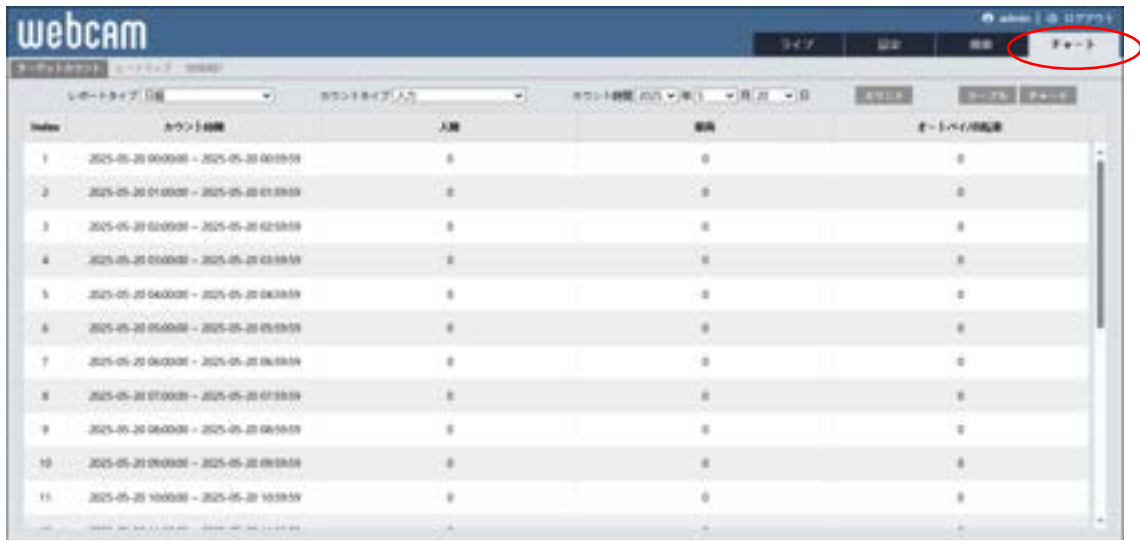 webcam
admin | ログアウト
ライブ 設定 検索 チャート
ターゲットカウント ヒートマップ
レポートタイプ 日報 カウントタイプ 入力 カウント時間 2025 年 5 月 20 日 カウント テーブル チャート
Index カウント時間 人間 車両 オートバイ/自転車
1 2025-05-20 00:00:00 ~ 2025-05-20 00:59:59 0 0 0
2 2025-05-20 01:00:00 ~ 2025-05-20 01:59:59 0 0 0
3 2025-05-20 02:00:00 ~ 2025-05-20 02:59:59 0 0 0
4 2025-05-20 03:00:00 ~ 2025-05-20 03:59:59 0 0 0
5 2025-05-20 04:00:00 ~ 2025-05-20 04:59:59 0 0 0
6 2025-05-20 05:00:00 ~ 2025-05-20 05:59:59 0 0 0
7 2025-05-20 06:00:00 ~ 2025-05-20 06:59:59 0 0 0
8 2025-05-20 07:00:00 ~ 2025-05-20 07:59:59 0 0 0
9 2025-05-20 08:00:00 ~ 2025-05-20 08:59:59 0 0 0
10 2025-05-20 09:00:00 ~ 2025-05-20 09:59:59 0 0 0
11 2025-05-20 10:00:00 ~ 2025-05-20 10:59:59 0 0 0